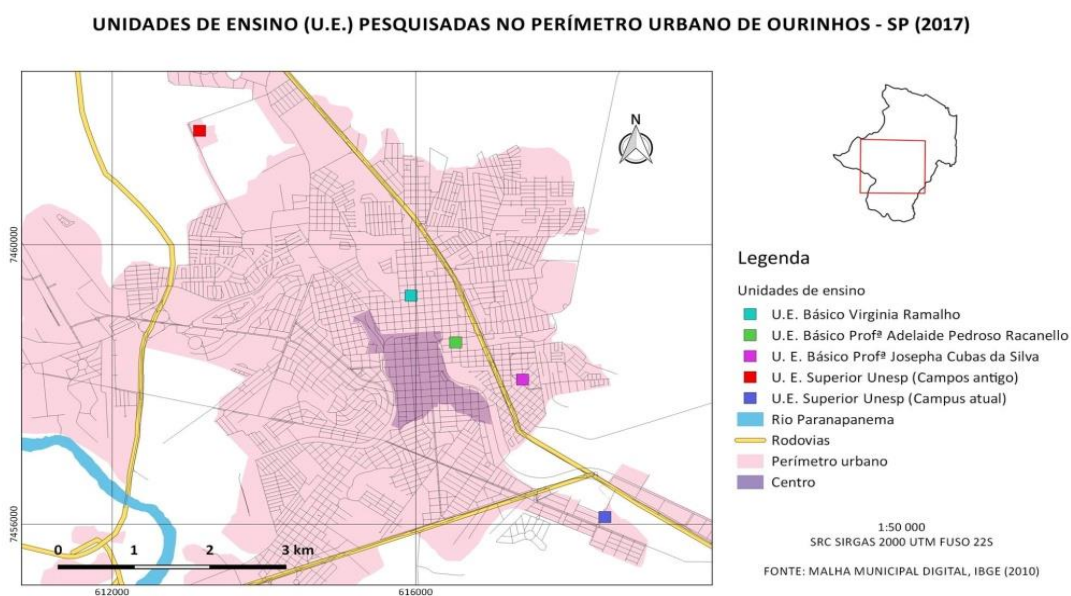 UNIDADES DE ENSINO (U.E.) PESQUISADAS NO PERÍMETRO URBANO DE OURINHOS - SP (2017)
N
7460000
7456000
0 1 2 3 km
612000 616000
Legenda
Unidades de ensino
U.E. Básico Virginia Ramalho
U.E. Básico Profª Adelaide Pedroso Racanello
U. E. Básico Profª Josepha Cubas da Silva
U. E. Superior Unesp (Campos antigo)
U.E. Superior Unesp (Campus atual)
Rio Paranapanema
Rodovias
Perímetro urbano
Centro
1:50 000
SRC SIRGAS 2000 UTM FUSO 22S
FONTE: MALHA MUNICIPAL DIGITAL, IBGE (2010)